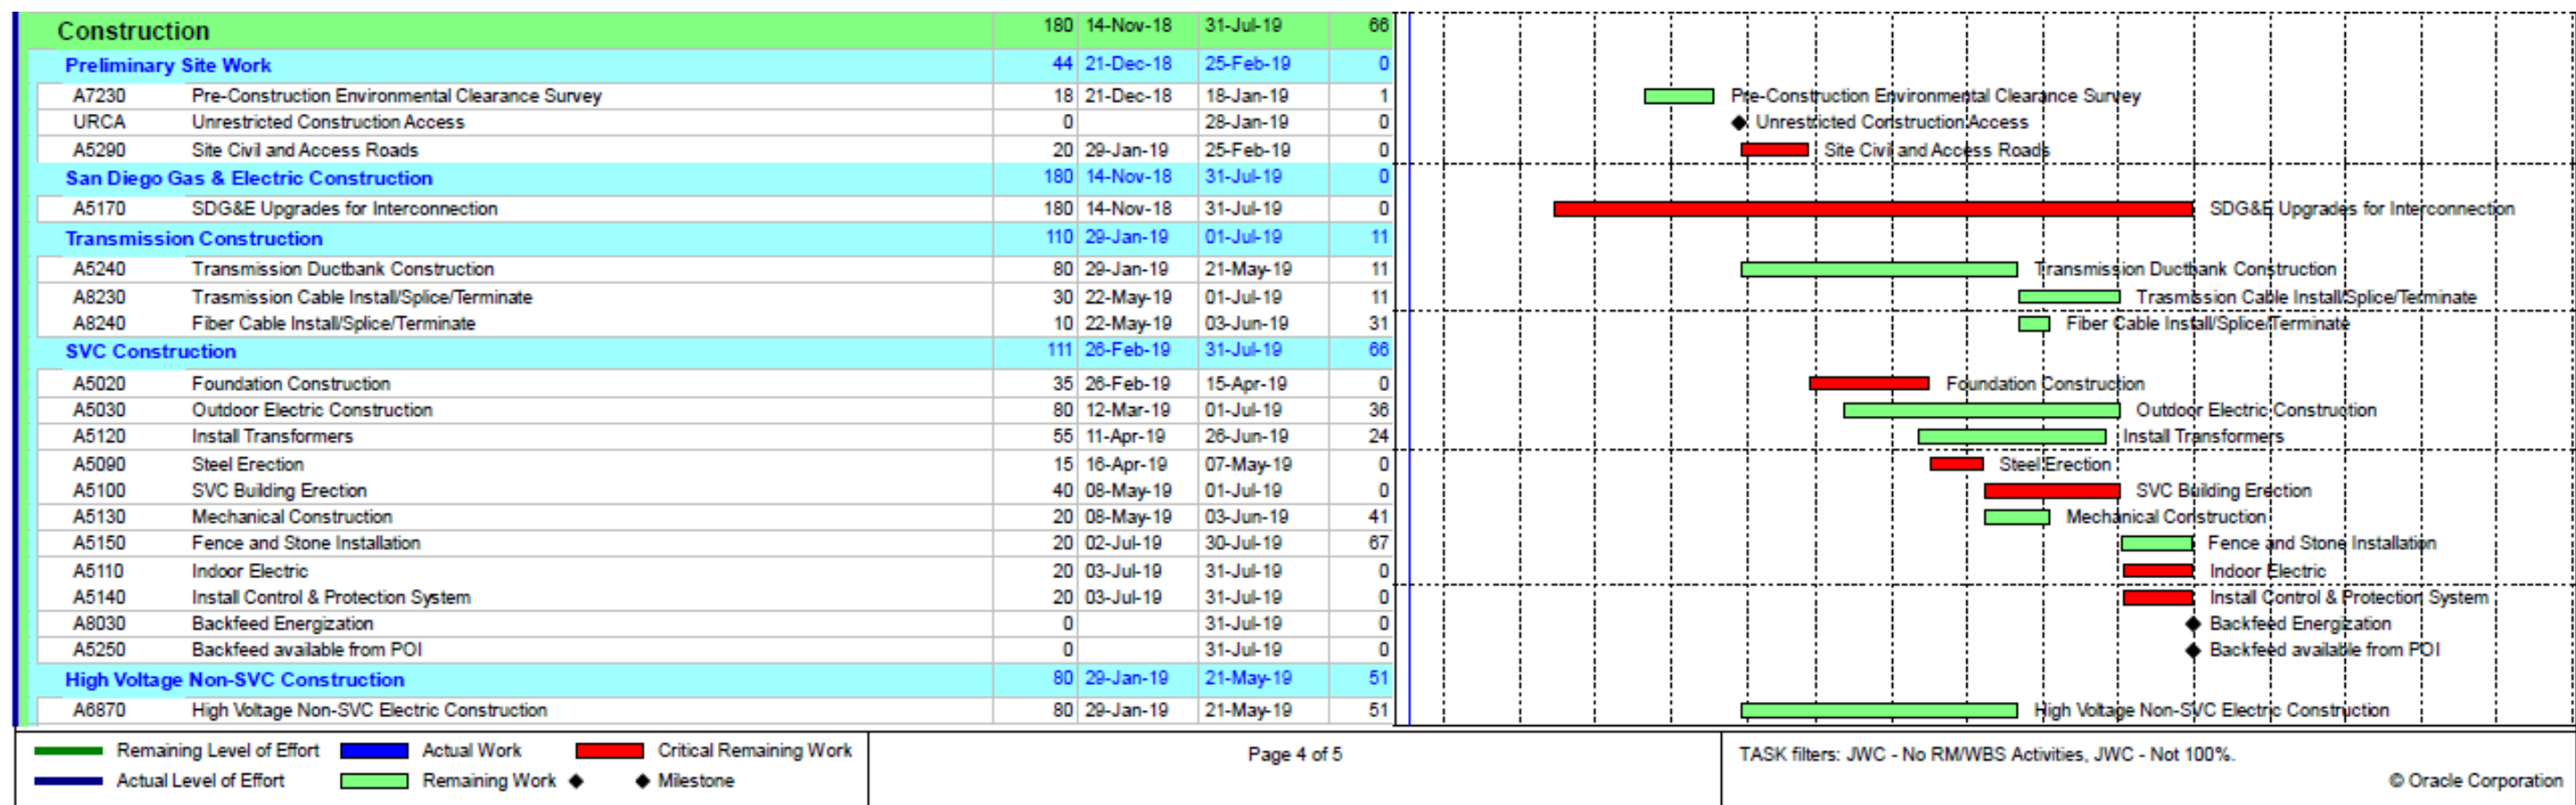 Construction 180 14-Nov-18 31-Jul-19 66
Preliminary Site Work 44 21-Dec-18 25-Feb-19 0
A7230 Pre-Construction Environmental Clearance Survey 18 21-Dec-18 18-Jan-19 1 Pre-Construction Environmental Clearance Survey
URCA Unrestricted Construction Access 0 28-Jan-19 0 Unrestricted Construction Access
A5290 Site Civil and Access Roads 20 29-Jan-19 25-Feb-19 0 Site Civil and Access Roads
San Diego Gas & Electric Construction 180 14-Nov-18 31-Jul-19 0
A5170 SDG&E Upgrades for Interconnection 180 14-Nov-18 31-Jul-19 0 SDG&E Upgrades for Interconnection
Transmission Construction 110 29-Jan-19 01-Jul-19 11
A5240 Transmission Ductbank Construction 80 29-Jan-19 21-May-19 11 Transmission Ductbank Construction
A8230 Trasmission Cable Install/Splice/Terminate 30 22-May-19 01-Jul-19 11 Trasmission Cable Install/Splice/Terminate
A8240 Fiber Cable Install/Splice/Terminate 10 22-May-19 03-Jun-19 31 Fiber Cable Install/Splice/Terminate
SVC Construction 111 26-Feb-19 31-Jul-19 66
A5020 Foundation Construction 35 26-Feb-19 15-Apr-19 0 Foundation Construction
A5030 Outdoor Electric Construction 80 12-Mar-19 01-Jul-19 36 Outdoor Electric Construction
A5120 Install Transformers 55 11-Apr-19 26-Jun-19 24 Install Transformers
A5090 Steel Erection 15 16-Apr-19 07-May-19 0 Steel Erection
A5100 SVC Building Erection 40 08-May-19 01-Jul-19 0 SVC Building Erection
A5130 Mechanical Construction 20 08-May-19 03-Jun-19 41 Mechanical Construction
A5150 Fence and Stone Installation 20 02-Jul-19 30-Jul-19 67 Fence and Stone Installation
A5110 Indoor Electric 20 03-Jul-19 31-Jul-19 0 Indoor Electric
A5140 Install Control & Protection System 20 03-Jul-19 31-Jul-19 0 Install Control & Protection System
A8030 Backfeed Energization 0 31-Jul-19 0 Backfeed Energization
A5250 Backfeed available from POI 0 31-Jul-19 0 Backfeed available from POI
High Voltage Non-SVC Construction 80 29-Jan-19 21-May-19 51
A6870 High Voltage Non-SVC Electric Construction 80 29-Jan-19 21-May-19 51 High Voltage Non-SVC Electric Construction
Remaining Level of Effort Actual Work Critical Remaining Work
Actual Level of Effort Remaining Work Milestone
Page 4 of 5
TASK filters: JWC - No RM/WBS Activities, JWC - Not 100%.
© Oracle Corporation